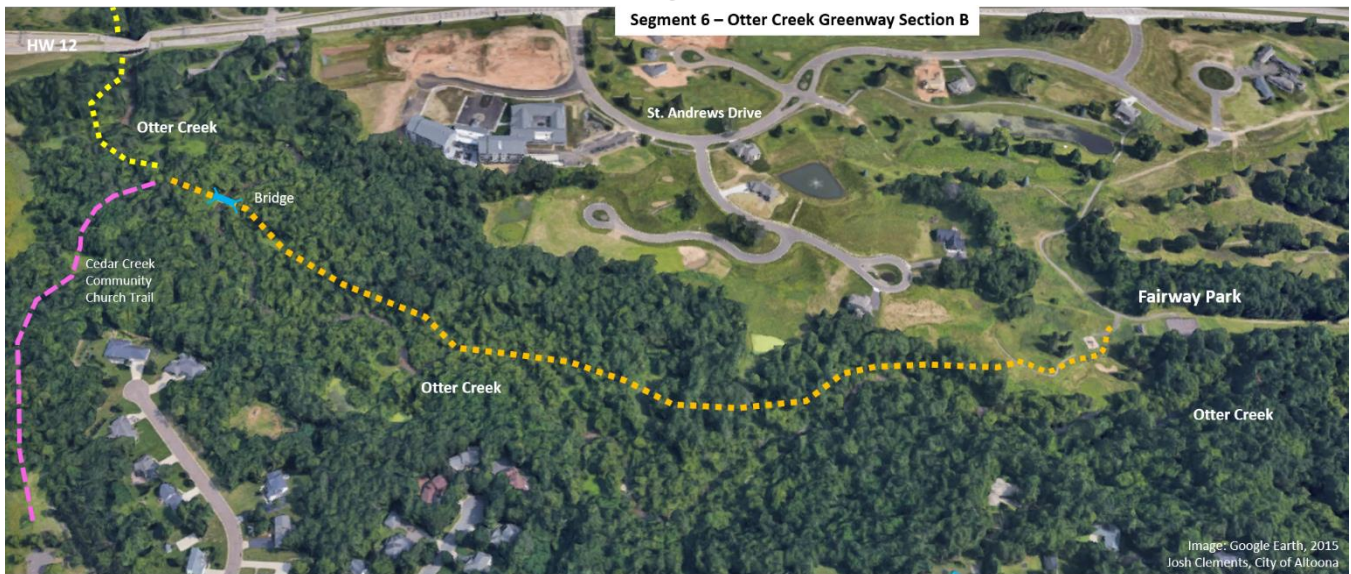 Segment 6 – Otter Creek Greenway Section B
HW 12
Otter Creek
St. Andrews Drive
Bridge
Cedar Creek
Community
Church Trail
Fairway Park
Otter Creek
Otter Creek
Image: Google Earth, 2015
Josh Clements, City of Altoona